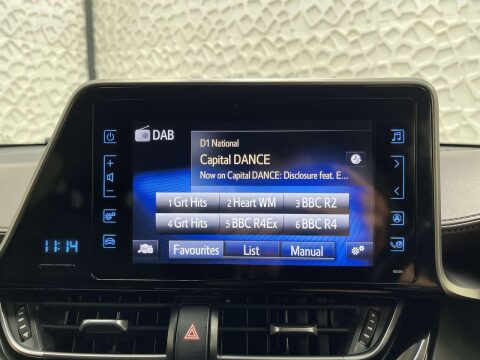 DAB
D1 National
Capital DANCE
Now on Capital DANCE: Disclosure feat. E...
1 Grt Hits 2 Heart WM 3 BBC R2
4 Grt Hits 5 BBC R4Ex 6 BBC R4
Favourites List Manual
11:14